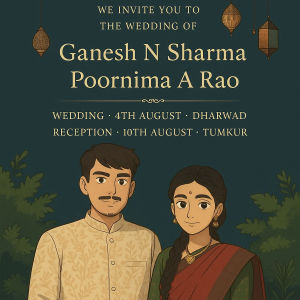 WE INVITE YOU TO
THE WEDDING OF
Ganesh N Sharma
Poornima A Rao
WEDDING · 4TH AUGUST · DHARWAD
RECEPTION · 10TH AUGUST · TUMKUR